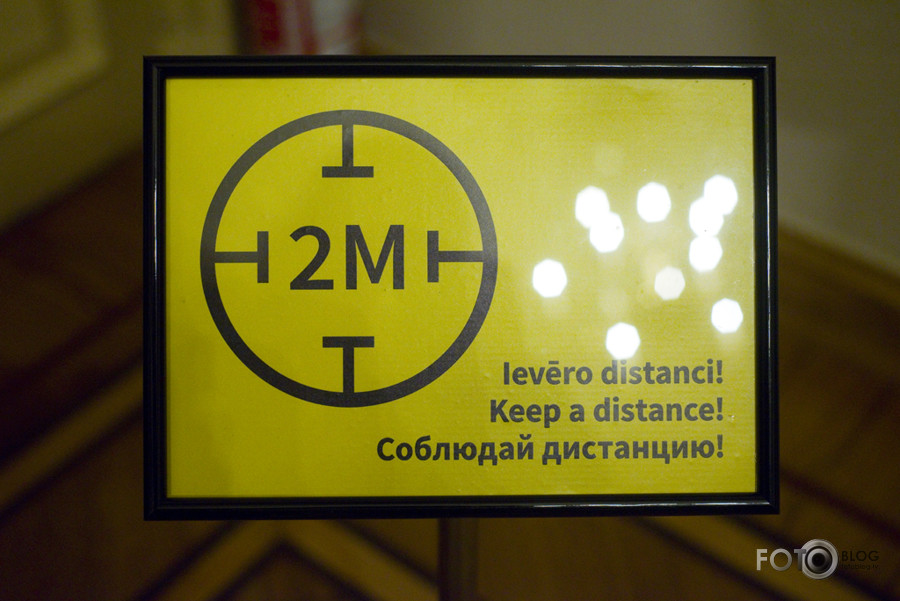 2M
Ievēro distanci!
Keep a distance!
Соблюдай дистанцию!
FOTO BLOG